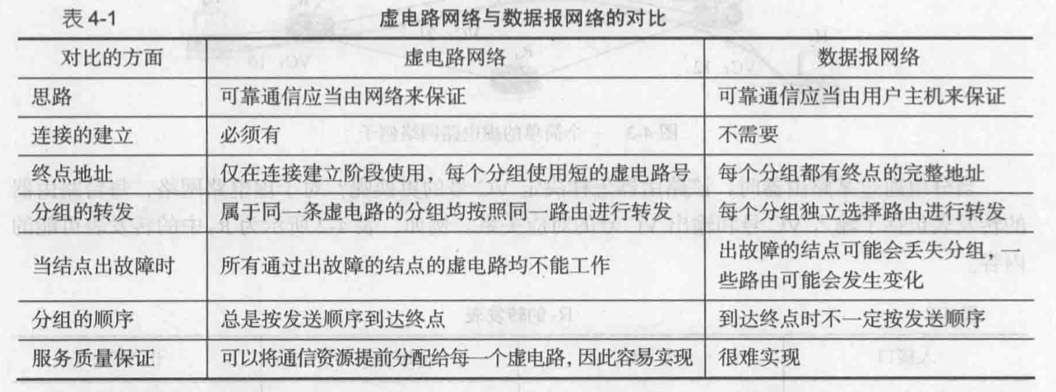 表 4-1 虚电路网络与数据报网络的对比
对比的方面 虚电路网络 数据报网络
思路 可靠通信应当由网络来保证 可靠通信应当由用户主机来保证
连接的建立 必须有 不需要
终点地址 仅在连接建立阶段使用，每个分组使用短的虚电路号 每个分组都有终点的完整地址
分组的转发 属于同一条虚电路的分组均按照同一路由进行转发 每个分组独立选择路由进行转发
当结点出故障时 所有通过出故障的结点的虚电路均不能工作 出故障的结点可能会丢失分组，一
些路由可能会发生变化
分组的顺序 总是按发送顺序到达终点 到达终点时不一定按发送顺序
服务质量保证 可以将通信资源提前分配给每一个虚电路，因此容易实现 很难实现